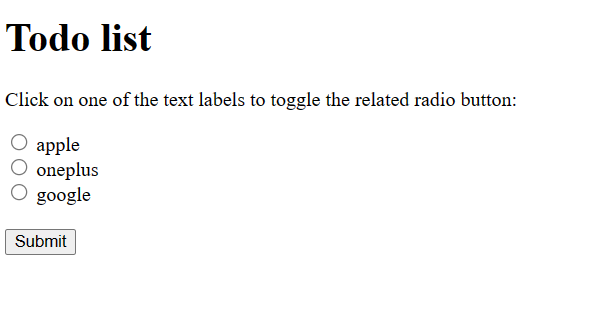 Todo list
Click on one of the text labels to toggle the related radio button:
apple
oneplus
google
Submit